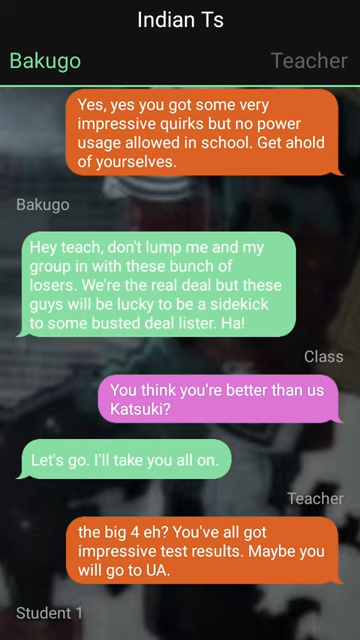 Indian Ts
Bakugo
Teacher
Yes, yes you got some very
impressive quirks but no power
usage allowed in school. Get ahold
of yourselves.
Bakugo
Hey teach, don't lump me and my
group in with these bunch of
losers. We're the real deal but these
guys will be lucky to be a sidekick
to some busted deal lister. Ha!
Class
You think you're better than us
Katsuki?
Let's go. I'll take you all on.
Teacher
the big 4 eh? You've all got
impressive test results. Maybe you
will go to UA.
Student 1